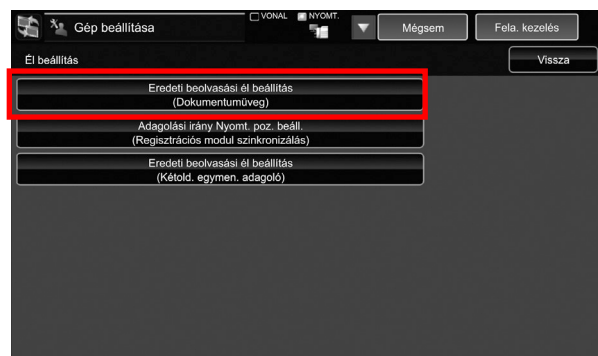 Gép beállítása
VONAL
NYOMT.
Mégsem
Fela. kezelés
Él beállítás
Vissza
Eredeti beolvasási él beállítás
(Dokumentumüveg)
Adagolási irány Nyomt. poz. beáll.
(Regisztrációs modul szinkronizálás)
Eredeti beolvasási él beállítás
(Kétold. egymen. adagoló)